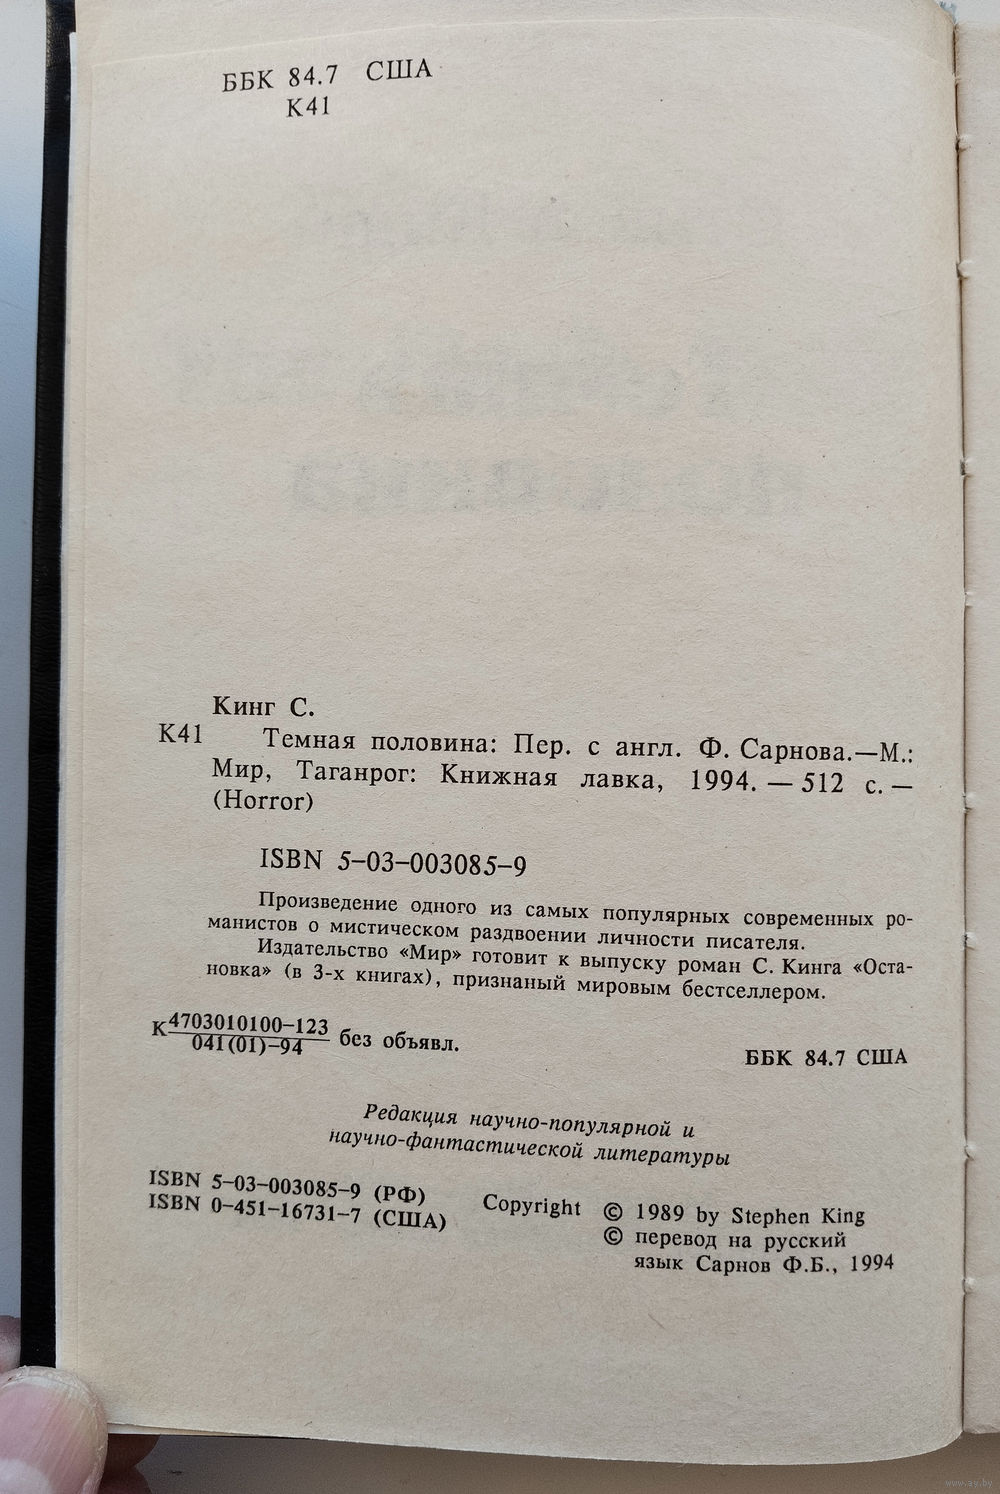 ББК 84.7 США
К41
Кинг С.
К41 Темная половина: Пер. с англ. Ф. Сарнова.—М.:
Мир, Таганрог: Книжная лавка, 1994. — 512 с. —
(Horror)
ISBN 5–03–003085–9
Произведение одного из самых популярных современных ро-
манистов о мистическом раздвоении личности писателя.
Издательство «Мир» готовит к выпуску роман С. Кинга «Оста-
новка» (в 3-х книгах), признаный мировым бестселлером.
К 4703010100–123 без объявл.
041(01)–94
ББК 84.7 США
Редакция научно-популярной и
научно-фантастической литературы
ISBN 5–03–003085–9 (РФ)
ISBN 0–451–16731–7 (США)
Copyright © 1989 by Stephen King
© перевод на русский
язык Сарнов Ф.Б., 1994
www.ay.by